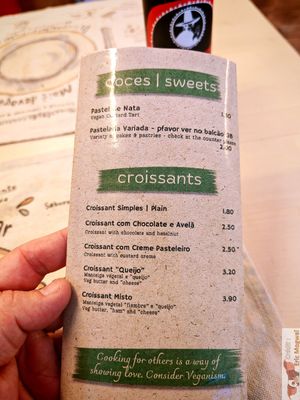 doces | sweets
Pastel de Nata
Vegan Custard Tart
Pastelaria Variada - pfavor ver no balcão
Variety of cakes & pastries - check at the counter please
2.00
croissants
Croissant Simples | Plain 1.80
Croissant com Chocolate e Avelã 2.50
Croissant with chocolate and hazelnut
Croissant com Creme Pasteleiro 2.50
Croissant with custard creme
Croissant "Queijo" 3.20
Manteiga vegetal e "queijo"
Veg butter and "cheese"
Croissant Misto 3.90
Manteiga vegetal "fiambre" e "queijo"
Veg butter, "ham" and "cheese"
Cooking for others is a way of
showing love. Consider Veganism